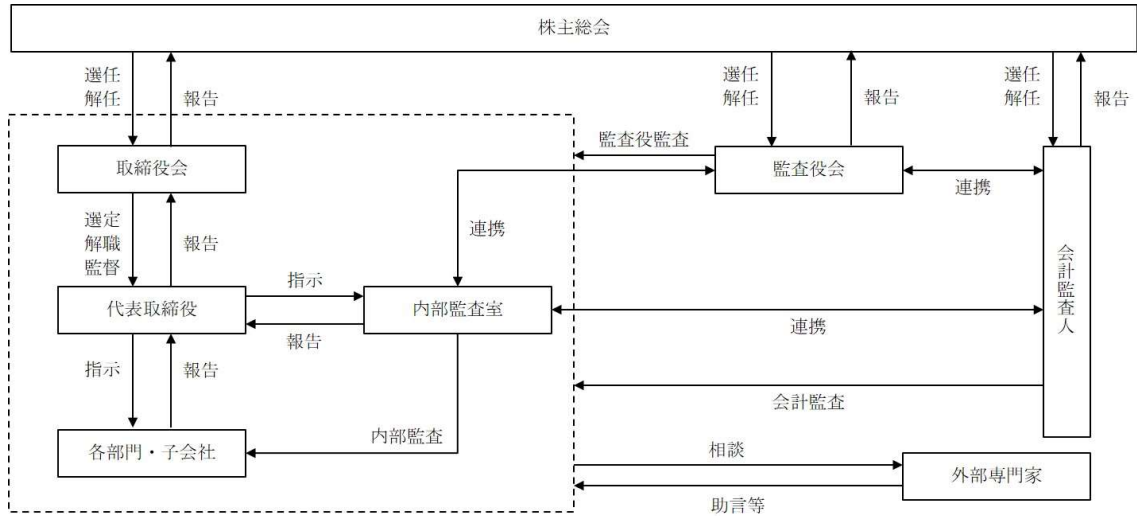 株主総会
選任
解任
報告
選任
解任
報告
選任
解任
報告
取締役会
監査役監査
監査役会
連携
選定
解職
監督
報告
連携
指示
代表取締役
内部監査室
報告
連携
会計監査人
指示
報告
会計監査
各部門・子会社
内部監査
相談
外部専門家
助言等